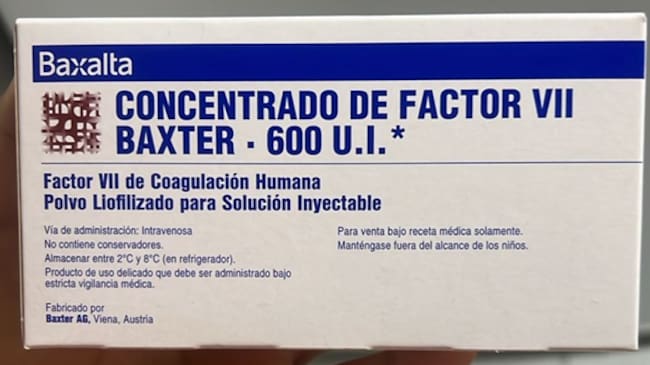 Baxalta
CONCENTRADO DE FACTOR VII
BAXTER · 600 U.I.*
Factor VII de Coagulación Humana
Polvo Liofilizado para Solución Inyectable
Vía de administración: Intravenosa
No contiene conservadores.
Almacenar entre 2°C y 8°C (en refrigerador).
Producto de uso delicado que debe ser administrado bajo
estricta vigilancia médica.
Para venta bajo receta médica solamente.
Manténgase fuera del alcance de los niños.
Fabricado por
Baxter AG, Viena, Austria